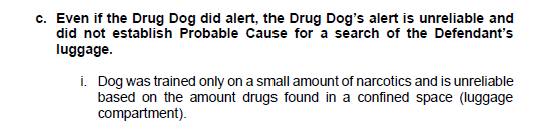 c. Even if the Drug Dog did alert, the Drug Dog's alert is unreliable and
did not establish Probable Cause for a search of the Defendant's
luggage.
i. Dog was trained only on a small amount of narcotics and is unreliable
based on the amount drugs found in a confined space (luggage
compartment).